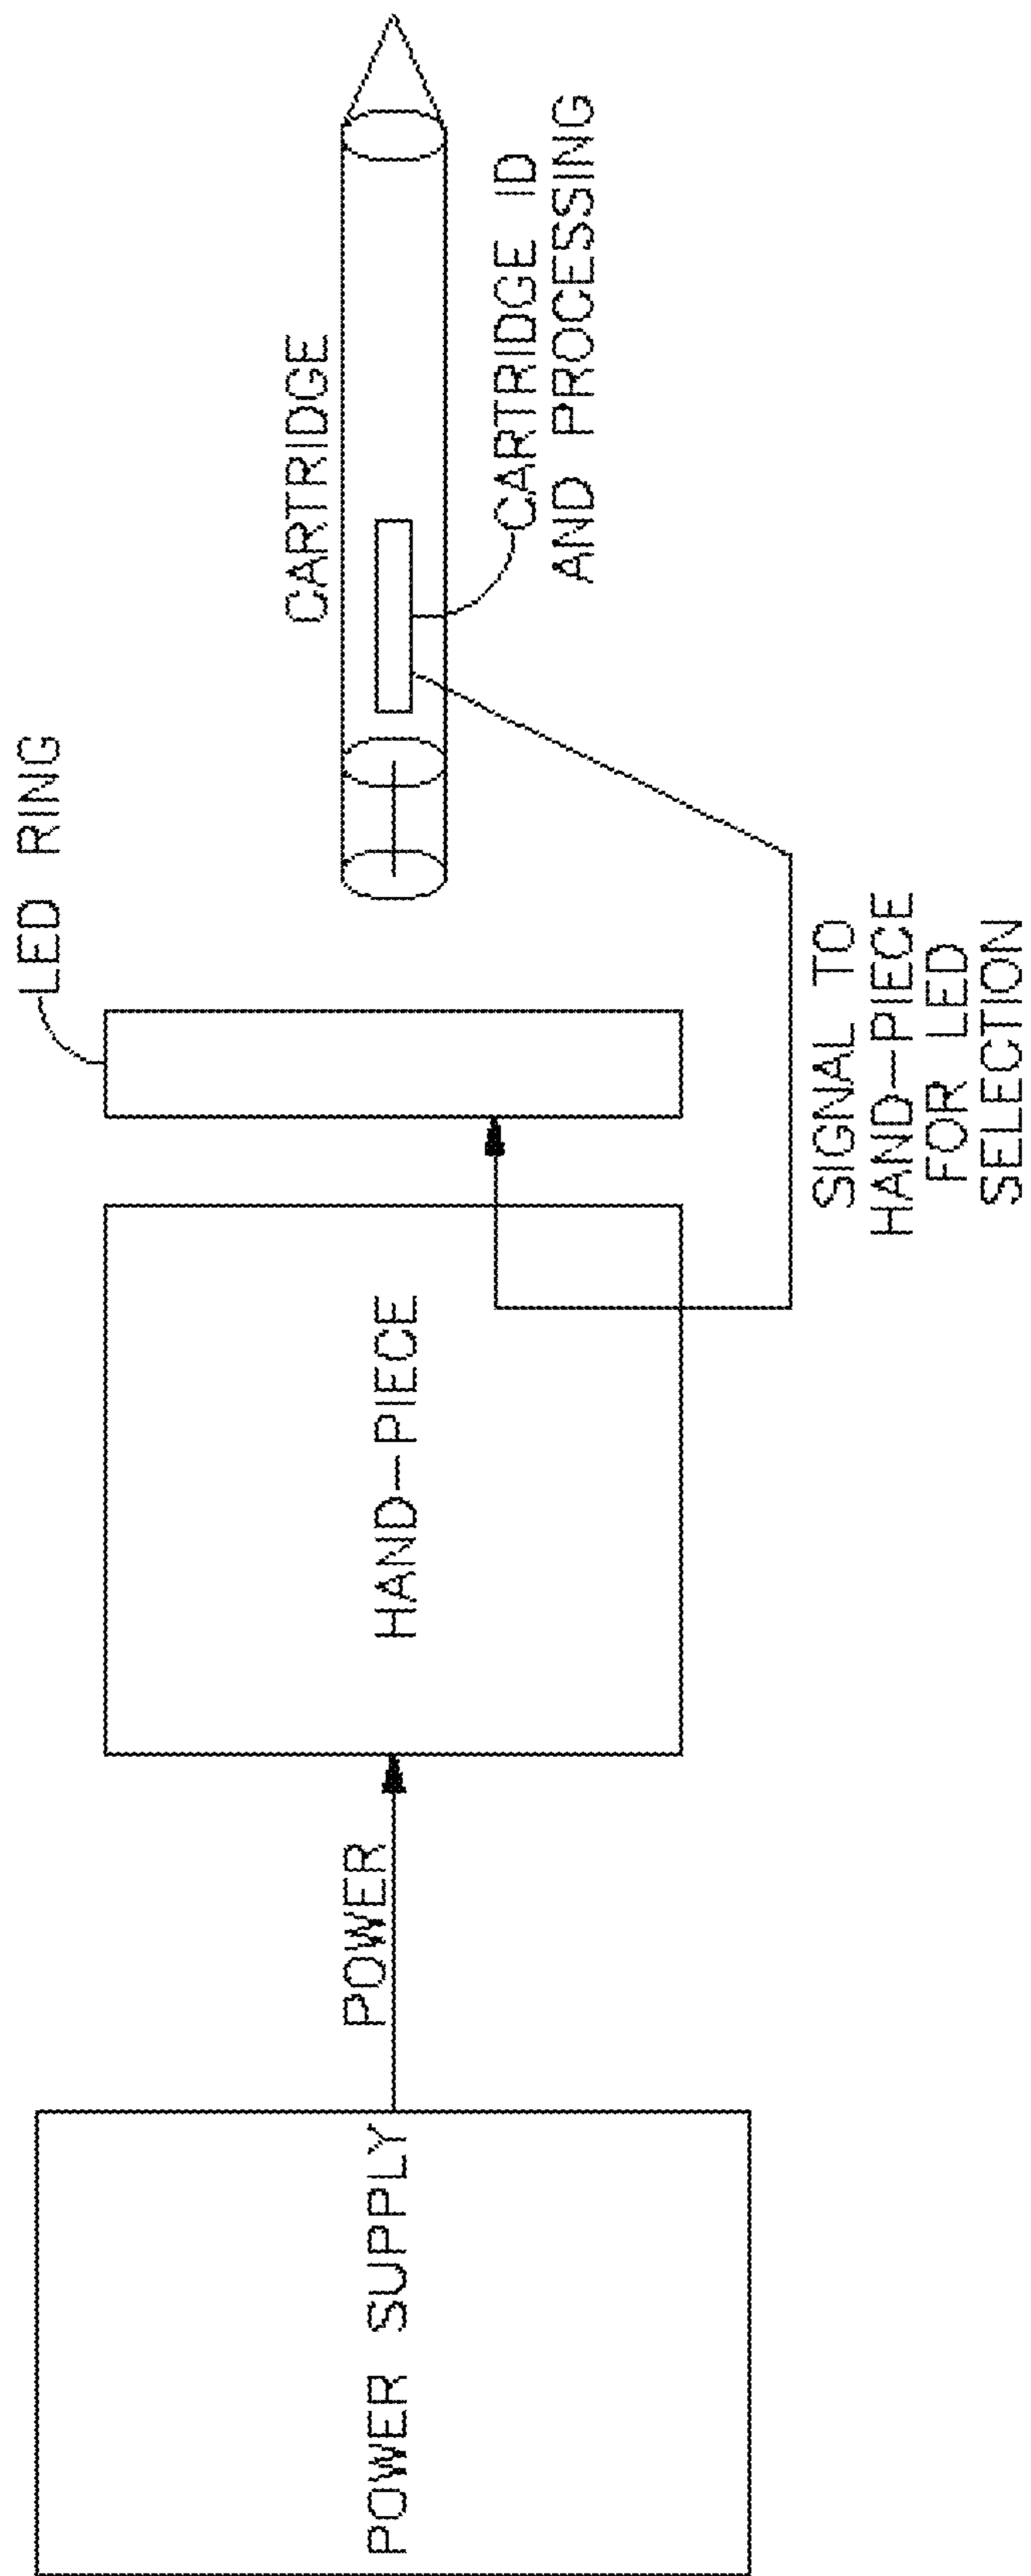 POWER SUPPLY
POWER
HAND-PIECE
LED RING
SIGNAL TO
HAND-PIECE
FOR LED
SELECTION
CARTRIDGE
CARTRIDGE ID
AND PROCESSING